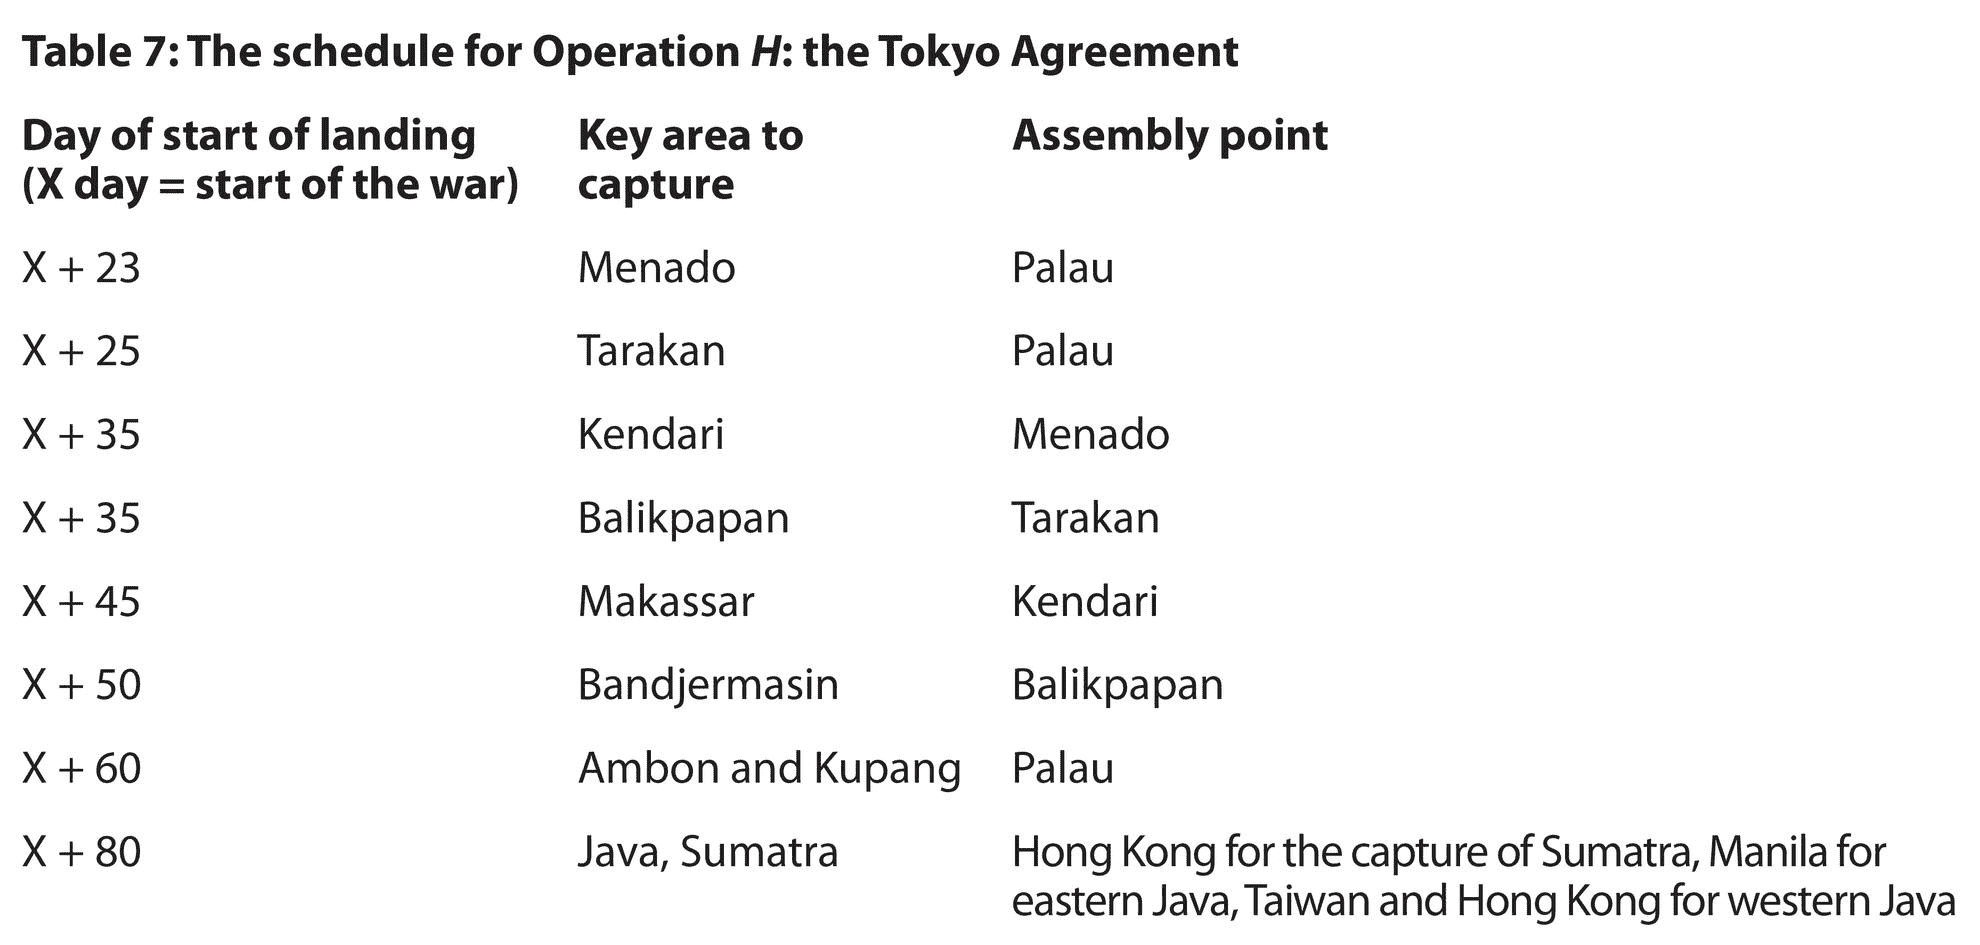 Table 7: The schedule for Operation H: the Tokyo Agreement
Day of start of landing (X day = start of the war) Key area to capture Assembly point
X + 23 Menado Palau
X + 25 Tarakan Palau
X + 35 Kendari Menado
X + 35 Balikpapan Tarakan
X + 45 Makassar Kendari
X + 50 Bandjermasin Balikpapan
X + 60 Ambon and Kupang Palau
X + 80 Java, Sumatra Hong Kong for the capture of Sumatra, Manila for
eastern Java, Taiwan and Hong Kong for western Java